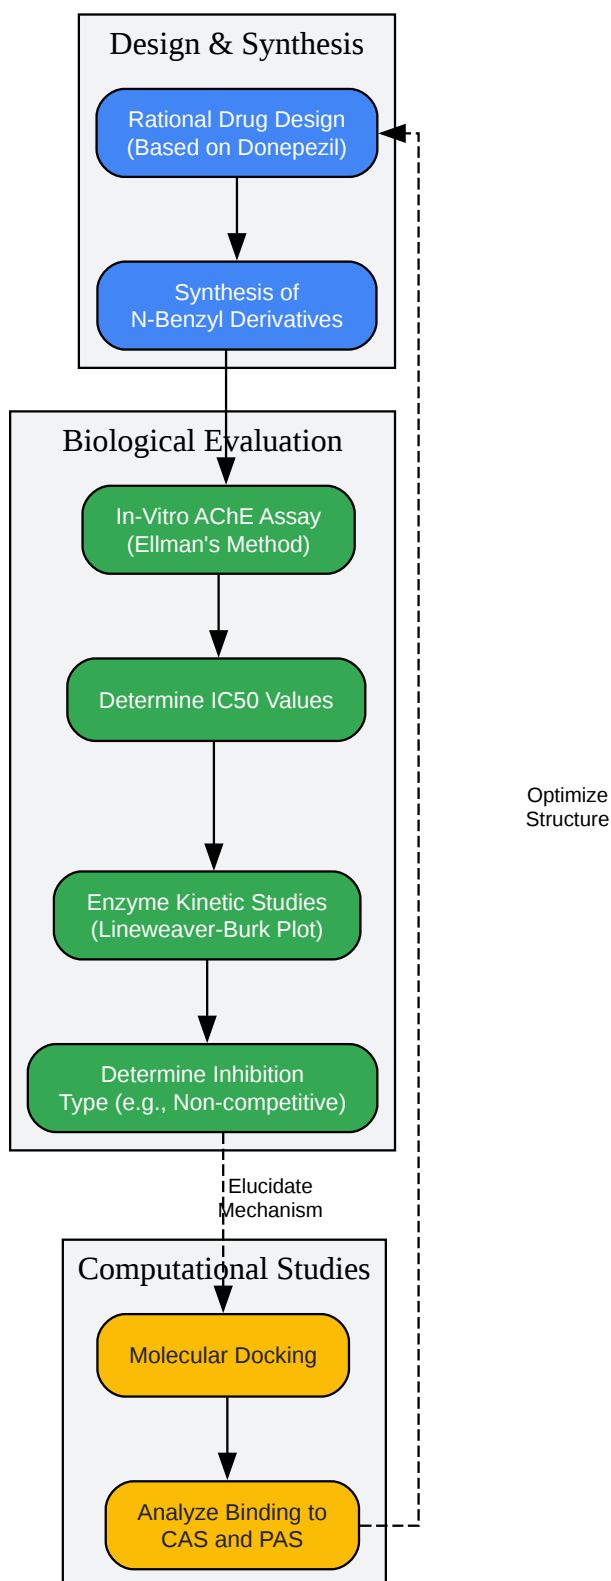 Design & Synthesis
Rational Drug Design
(Based on Donepezil)
Synthesis of
N-Benzyl Derivatives
Biological Evaluation
In-Vitro AChE Assay
(Ellman's Method)
Determine IC50 Values
Optimize
Structure
Enzyme Kinetic Studies
(Lineweaver-Burk Plot)
Determine Inhibition
Type (e.g., Non-competitive)
Elucidate
Mechanism
Computational Studies
Molecular Docking
Analyze Binding to
CAS and PAS